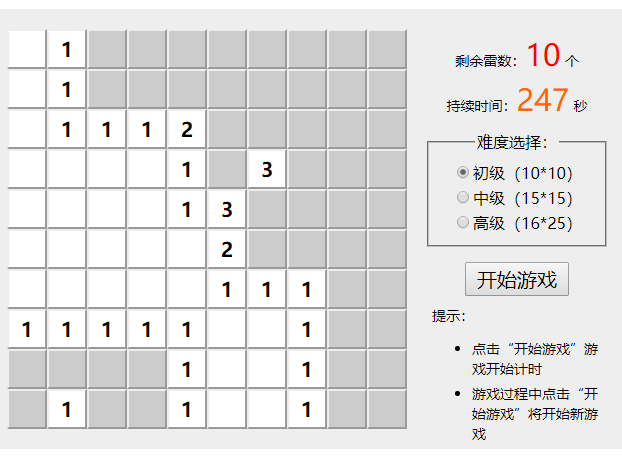 1
1
1 1 1 2
1 3
1 3
2
1 1 1
1 1 1 1 1 1
1 1
1 1 1
剩余雷数：10 个
持续时间：247 秒
难度选择：
初级（10*10）
中级（15*15）
高级（16*25）
开始游戏
提示：
点击“开始游戏”游
戏开始计时
游戏过程中点击“开
始游戏”将开始新游
戏